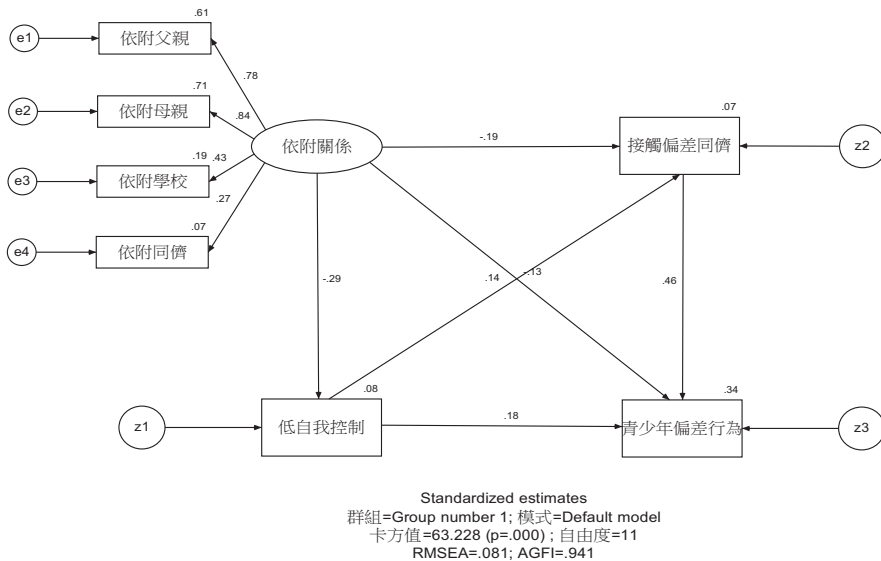 .61
e1
依附父親
.78
.71
e2
依附母親
.84
.07
依附關係
-.19
接觸偏差同儕
z2
.19
.43
e3
依附學校
.27
.07
e4
依附同儕
-.29
.14
-.13
.46
.08
.34
z1
低自我控制
.18
青少年偏差行為
z3
Standardized estimates
群組=Group number 1; 模式=Default model
卡方值=63.228 (p=.000) ; 自由度=11
RMSEA=.081; AGFI=.941